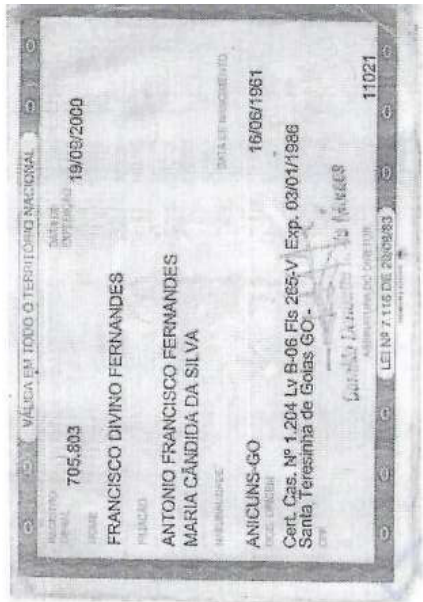 VÁLIDA EM TODO O TERRITÓRIO NACIONAL
REGISTRO GERAL 705.803 DATA DE EXPEDIÇÃO 19/09/2000
NOME
FRANCISCO DIVINO FERNANDES
FILIAÇÃO
ANTONIO FRANCISCO FERNANDES
MARIA CÂNDIDA DA SILVA
NATURALIDADE DATA DE NASCIMENTO
ANICUNS-GO 16/06/1961
DOC. ORIGEM
Cert. Cas. Nº 1.204 Lv B-06 Fls 265-V Exp. 03/01/1986
Santa Teresinha de Goias GO -
CPF
ASSINATURA DO DIRETOR
11021
LEI Nº 7.116 DE 29/08/83